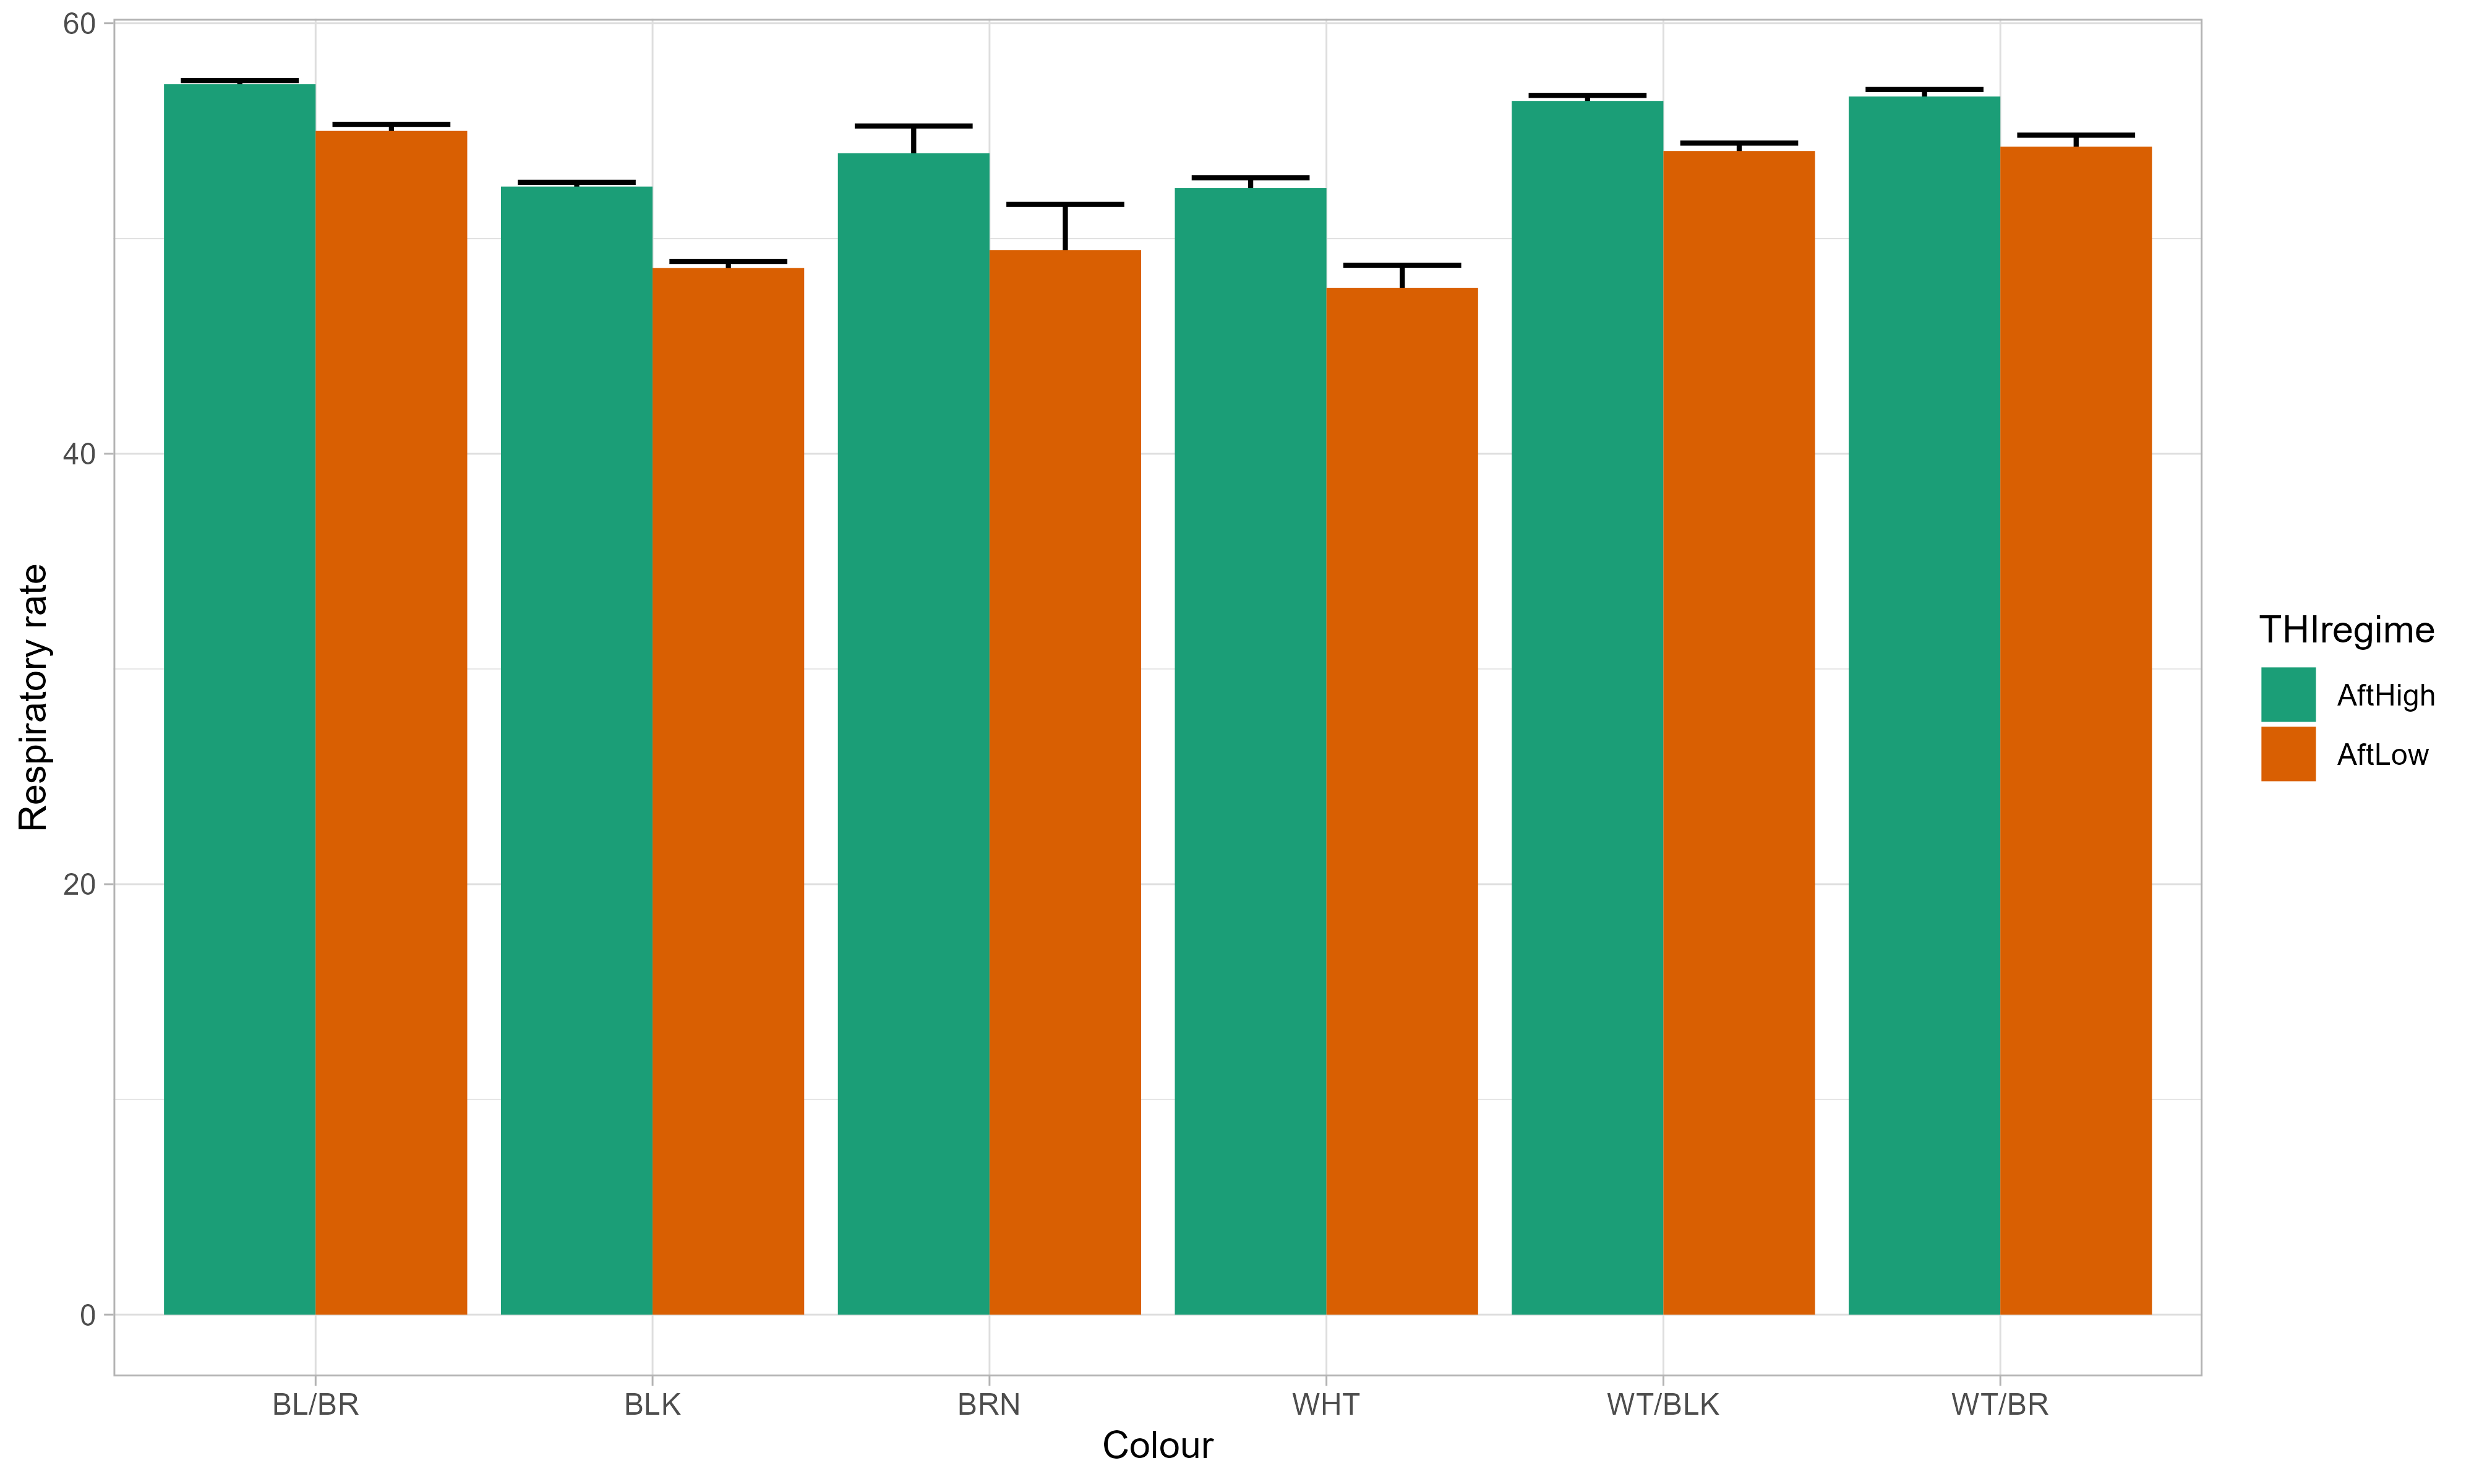 60
40
20
0
Respiratory rate
BL/BR BLK BRN WHT WT/BLK WT/BR
Colour
THIregime
AftHigh
AftLow